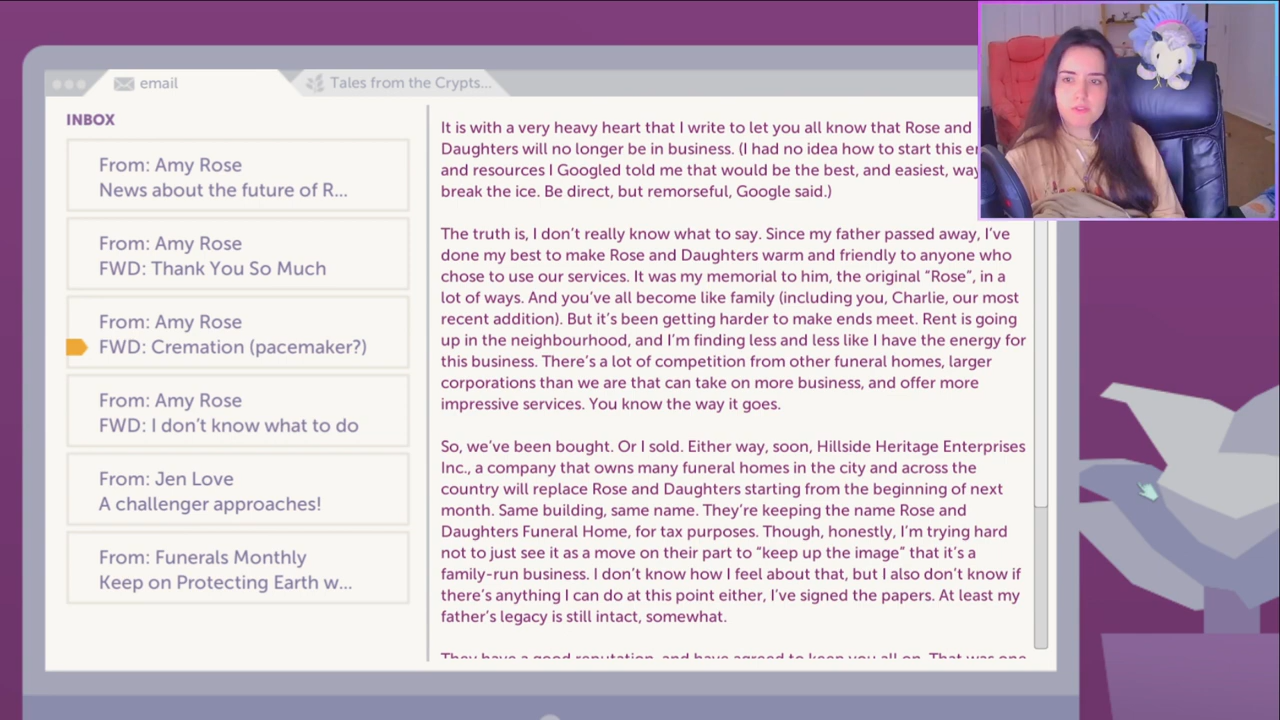 email
Tales from the Crypts...
INBOX
From: Amy Rose
News about the future of R...
From: Amy Rose
FWD: Thank You So Much
From: Amy Rose
FWD: Cremation (pacemaker?)
From: Amy Rose
FWD: I don't know what to do
From: Jen Love
A challenger approaches!
From: Funerals Monthly
Keep on Protecting Earth w...
It is with a very heavy heart that I write to let you all know that Rose and
Daughters will no longer be in business. (I had no idea how to start this
and resources I Googled told me that would be the best, and easiest,
break the ice. Be direct, but remorseful, Google said.)
The truth is, I don't really know what to say. Since my father passed away, I've
done my best to make Rose and Daughters warm and friendly to anyone who
chose to use our services. It was my memorial to him, the original "Rose", in a
lot of ways. And you've all become like family (including you, Charlie, our most
recent addition). But it's been getting harder to make ends meet. Rent is going
up in the neighbourhood, and I'm finding less and less like I have the energy for
this business. There's a lot of competition from other funeral homes, larger
corporations than we are that can take on more business, and offer more
impressive services. You know the way it goes.
So, we've been bought. Or I sold. Either way, soon, Hillside Heritage Enterprises
Inc., a company that owns many funeral homes in the city and across the
country will replace Rose and Daughters starting from the beginning of next
month. Same building, same name. They're keeping the name Rose and
Daughters Funeral Home, for tax purposes. Though, honestly, I'm trying hard
not to just see it as a move on their part to "keep up the image" that it's a
family-run business. I don't know how I feel about that, but I also don't know if
there's anything I can do at this point either, I've signed the papers. At least my
father's legacy is still intact, somewhat.
They have a good reputation, and have agreed to keep you all on. That was one